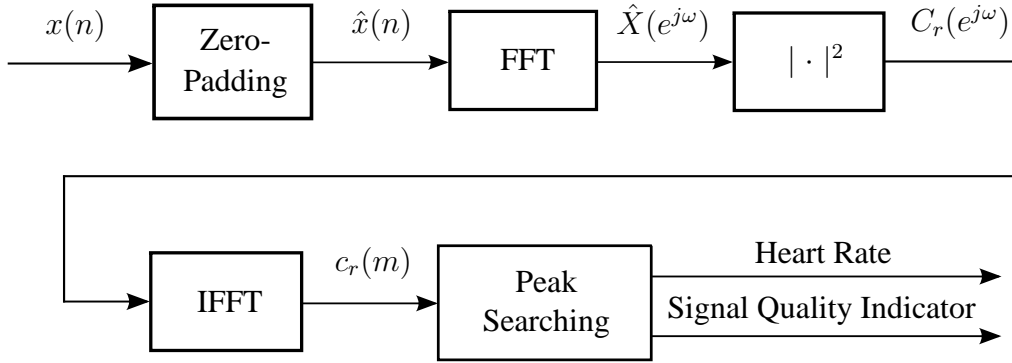 x(n)
Zero-
Padding
x̂(n)
FFT
X̂(e^{jω})
| · |²
C_r(e^{jω})
IFFT
c_r(m)
Peak
Searching
Heart Rate
Signal Quality Indicator